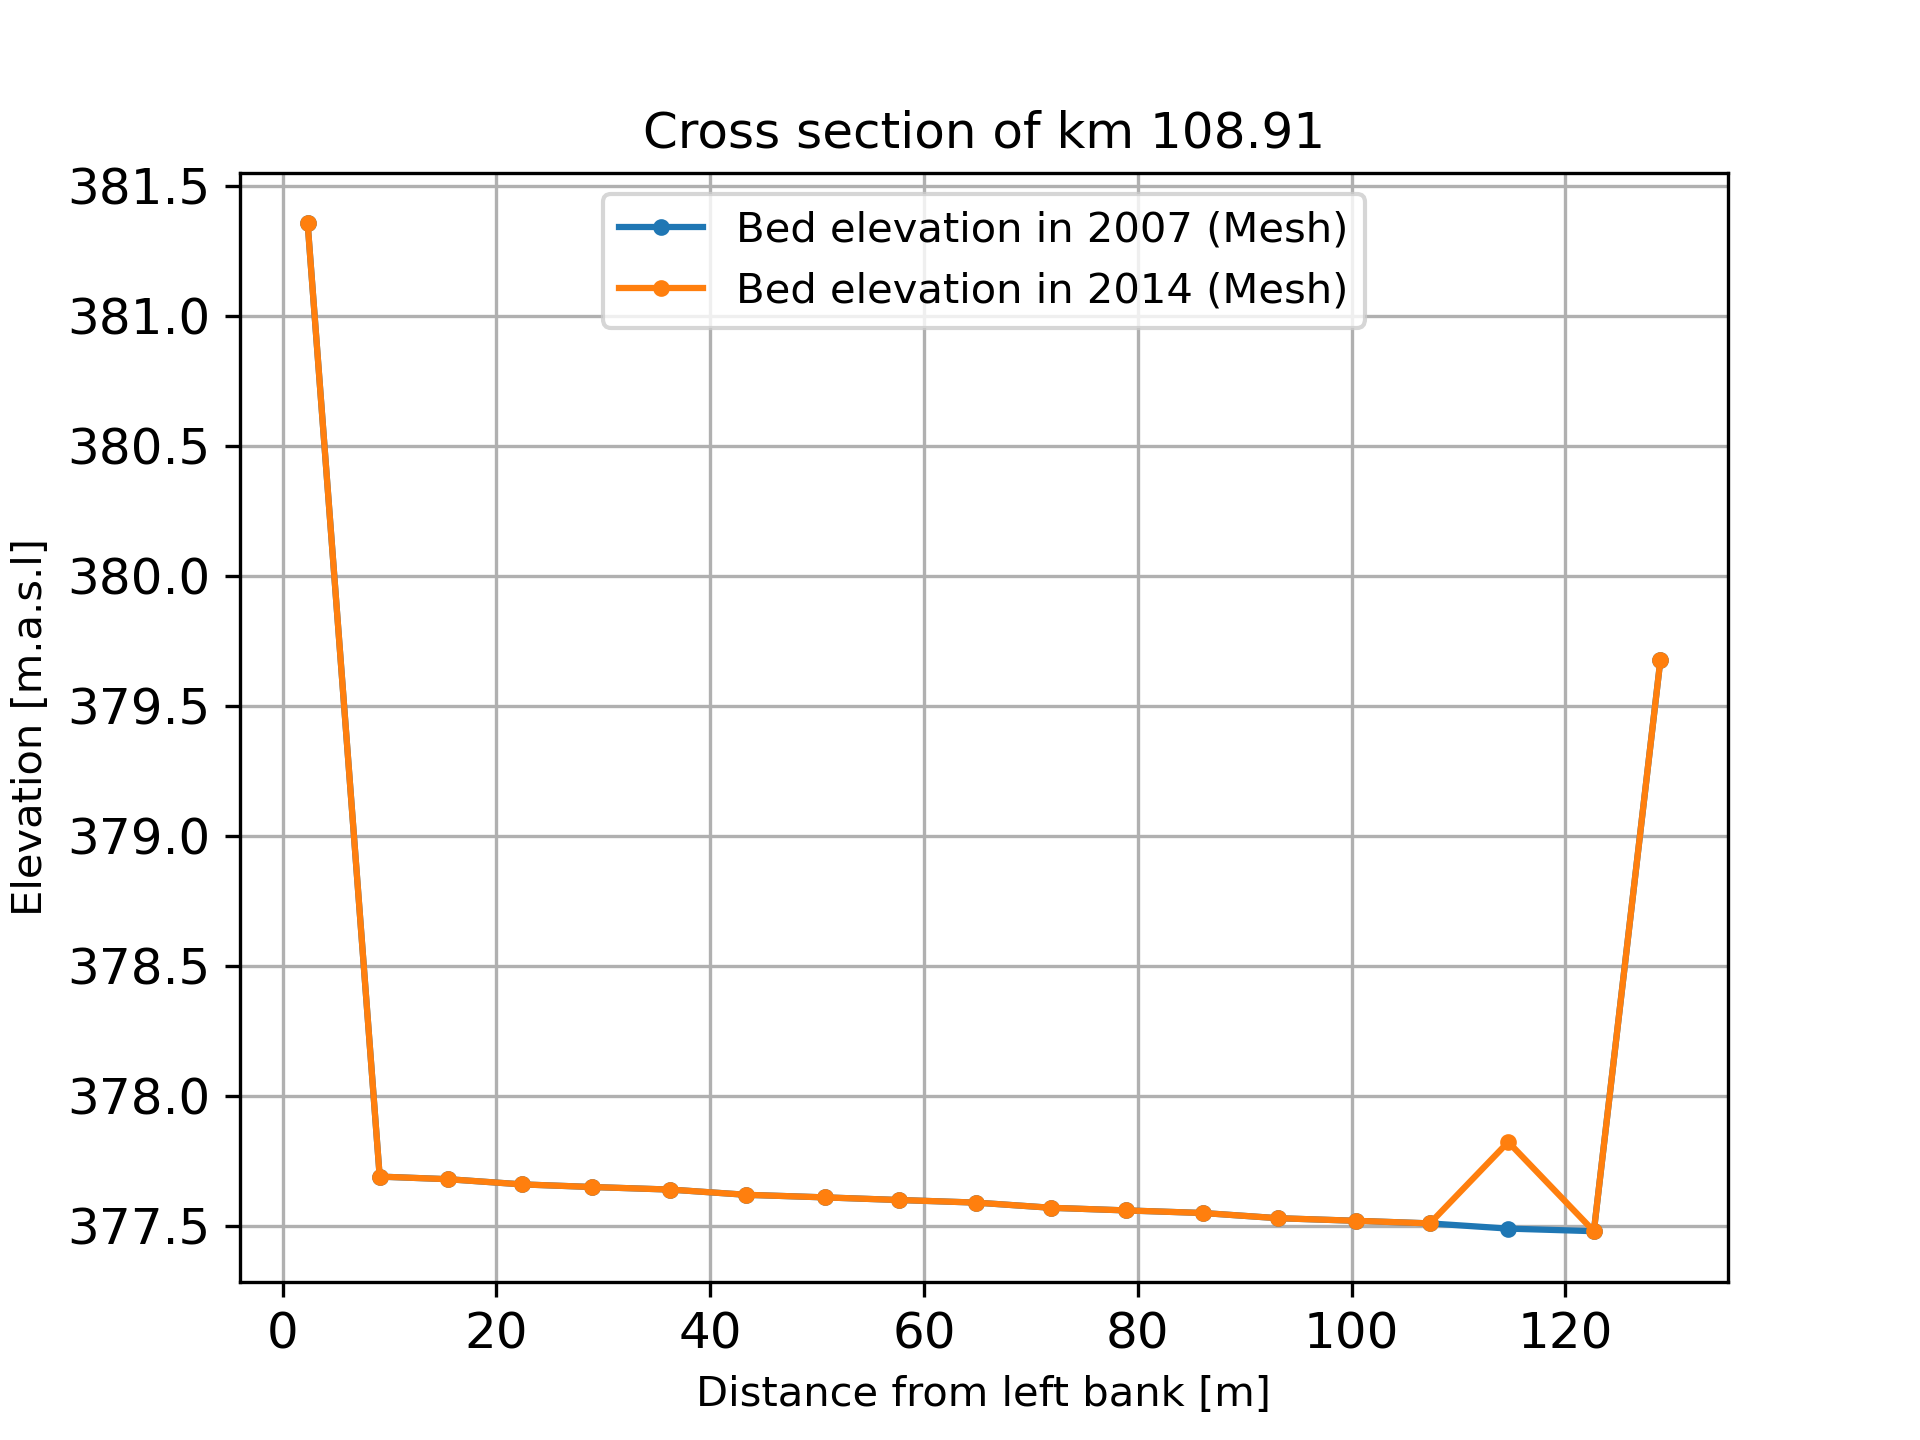 Cross section of km 108.91
Bed elevation in 2007 (Mesh)
Bed elevation in 2014 (Mesh)
Elevation [m.a.s.l]
381.5
381.0
380.5
380.0
379.5
379.0
378.5
378.0
377.5
0 20 40 60 80 100 120
Distance from left bank [m]